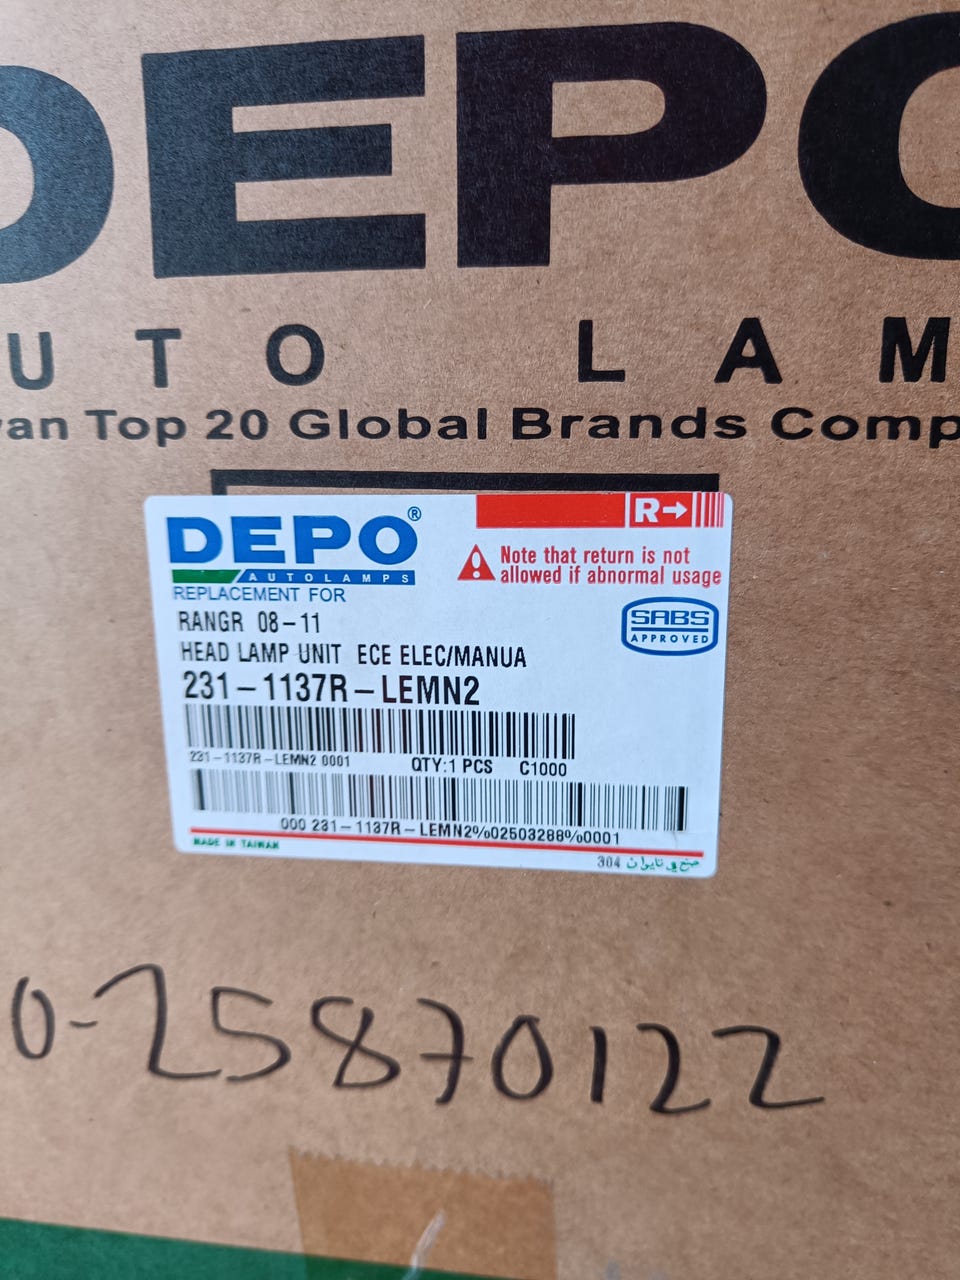 DEPO
UTO LAM
an Top 20 Global Brands Comp
DEPO®
AUTOLAMPS
R→
Note that return is not
allowed if abnormal usage
REPLACEMENT FOR
RANGR 08-11
SABS
APPROVED
HEAD LAMP UNIT ECE ELEC/MANUA
231-1137R-LEMN2
231-1137R-LEMN2 0001 QTY:1 PCS C1000
000 231-1137R-LEMN2%02503288%0001
MADE IN TAIWAN
304 صنع في تايوان
0-25870122